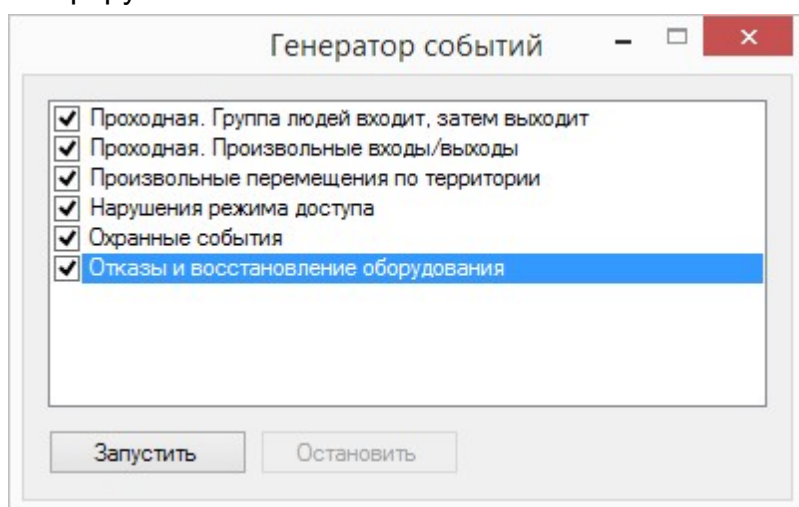 Генератор событий
Проходная. Группа людей входит, затем выходит
Проходная. Произвольные входы/выходы
Произвольные перемещения по территории
Нарушения режима доступа
Охранные события
Отказы и восстановление оборудования
Запустить
Остановить